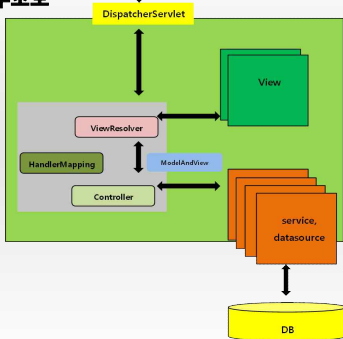 DispatcherServlet
View
ViewResolver
HandlerMapping
ModelAndView
Controller
service,
datasource
DB